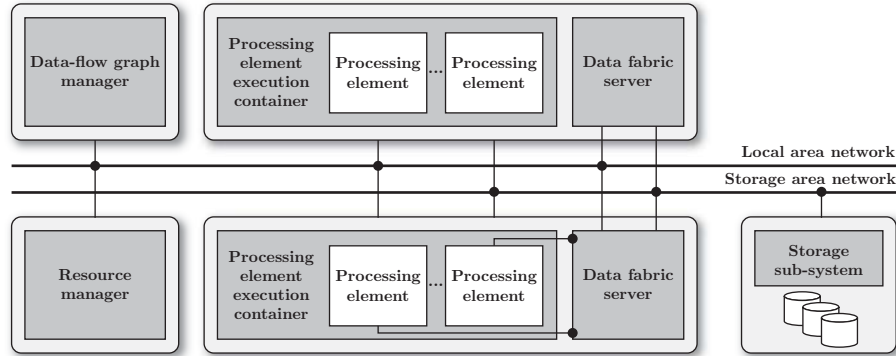 Data-flow graph
manager
Processing
element
execution
container
Processing
element
...
Processing
element
Data fabric
server
Local area network
Storage area network
Resource
manager
Processing
element
execution
container
Processing
element
...
Processing
element
Data fabric
server
Storage
sub-system